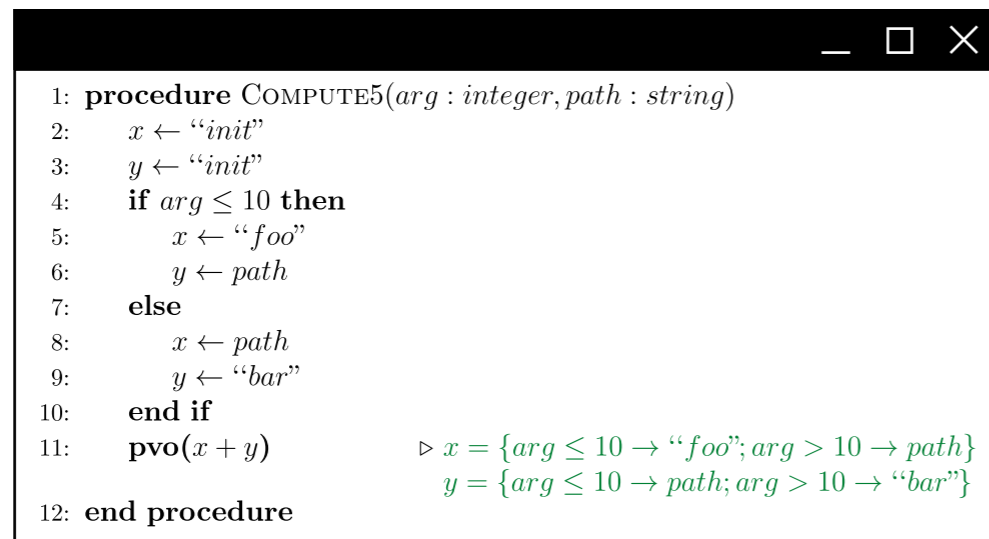 1: procedure COMPUTE5(arg : integer, path : string)
2: x ← “init”
3: y ← “init”
4: if arg ≤ 10 then
5: x ← “foo”
6: y ← path
7: else
8: x ← path
9: y ← “bar”
10: end if
11: pvo(x + y) ▷ x = {arg ≤ 10 → “foo”; arg > 10 → path}
y = {arg ≤ 10 → path; arg > 10 → “bar”}
12: end procedure